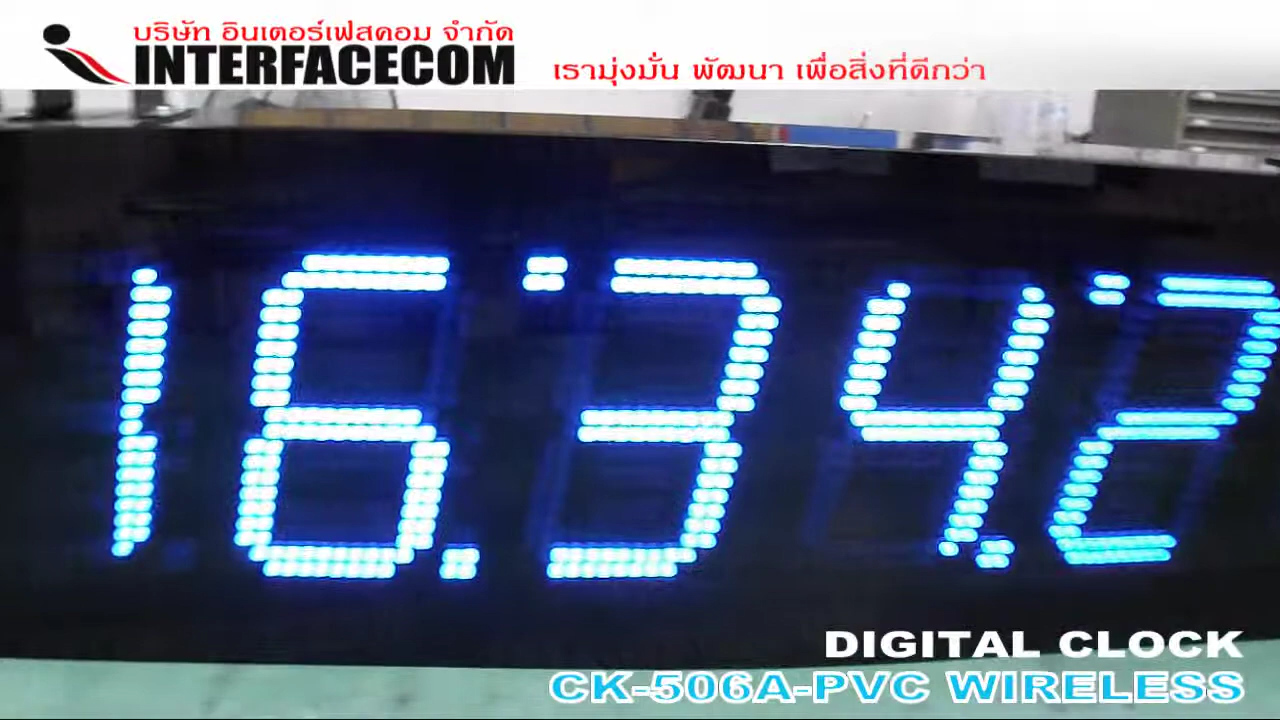 บริษัท อินเตอร์เฟสคอม จำกัด
INTERFACECOM
เรามุ่งมั่น พัฒนา เพื่อสิ่งที่ดีกว่า
16:34:2
DIGITAL CLOCK
CK-506A-PVC WIRELESS